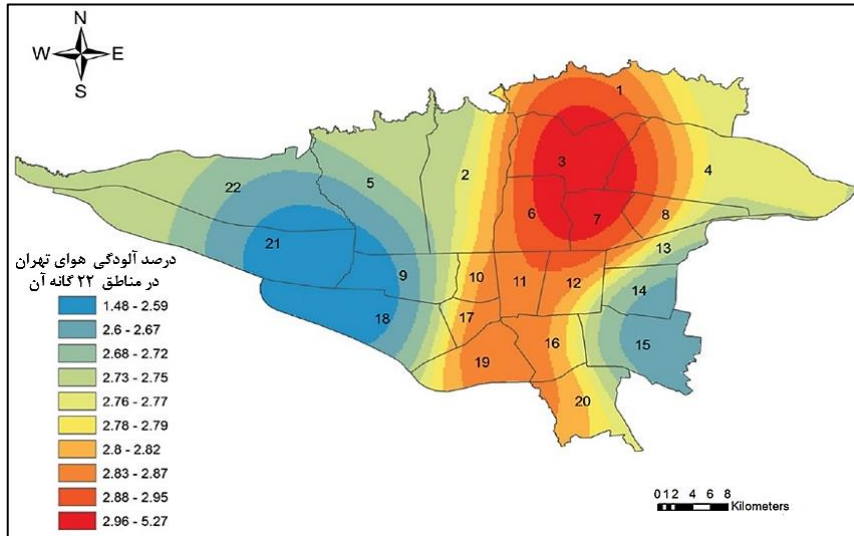 N
W E
S
1
3
4
2
5
22
6
7
8
21
13
9
10
11
12
14
18
17
15
16
19
20
درصد آلودگی هوای تهران
در مناطق ۲۲ گانه آن
1.48 - 2.59
2.6 - 2.67
2.68 - 2.72
2.73 - 2.75
2.76 - 2.77
2.78 - 2.79
2.8 - 2.82
2.83 - 2.87
2.88 - 2.95
2.96 - 5.27
0 1 2 4 6 8
Kilometers